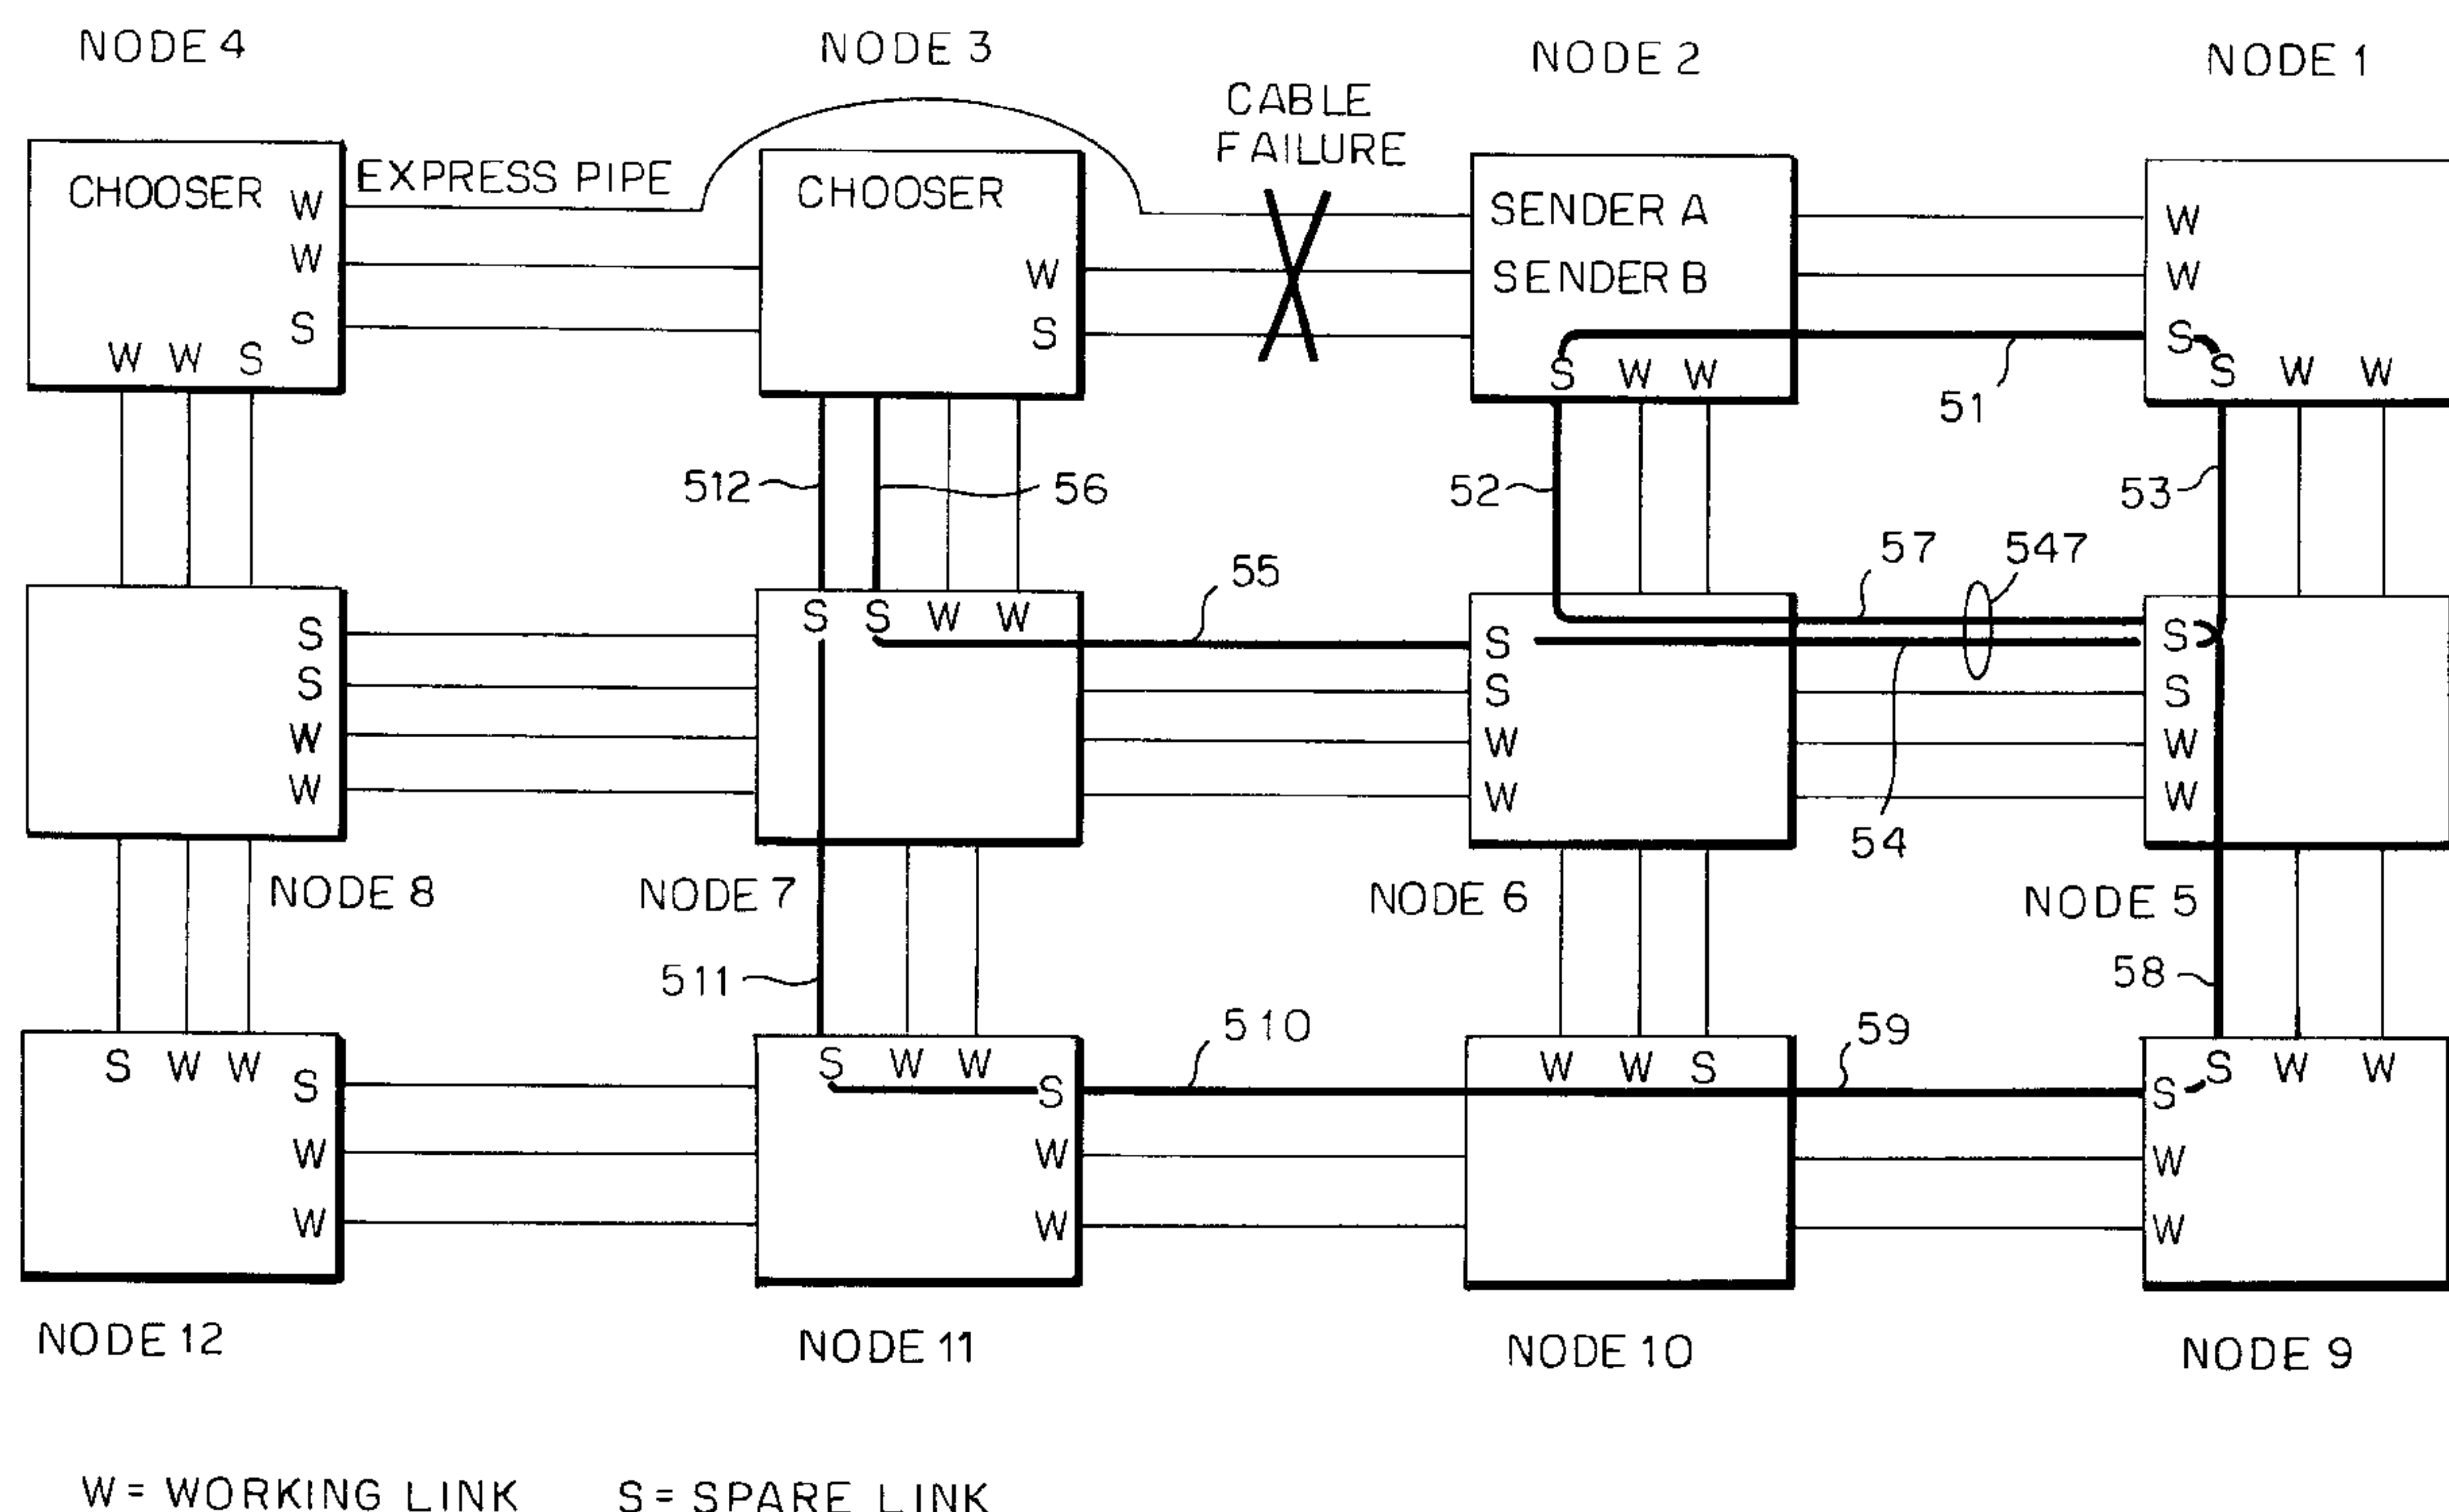 NODE 4
NODE 3
NODE 2
NODE 1
CABLE
FAILURE
EXPRESS PIPE
CHOOSER W
W
S
W W S
CHOOSER
W
S
SENDER A
SENDER B
S W W
W
W
S
S W W
51
512
56
52
53
57
547
55
54
S
S
W
W
S S W W
S
S
W
W
S
S
W
W
NODE 8
NODE 7
NODE 6
NODE 5
511
58
510
59
S W W
S
W
W
S W W
S
W
W
W W S
S W W
S
W
W
NODE 12
NODE 11
NODE 10
NODE 9
W = WORKING LINK S = SPARE LINK